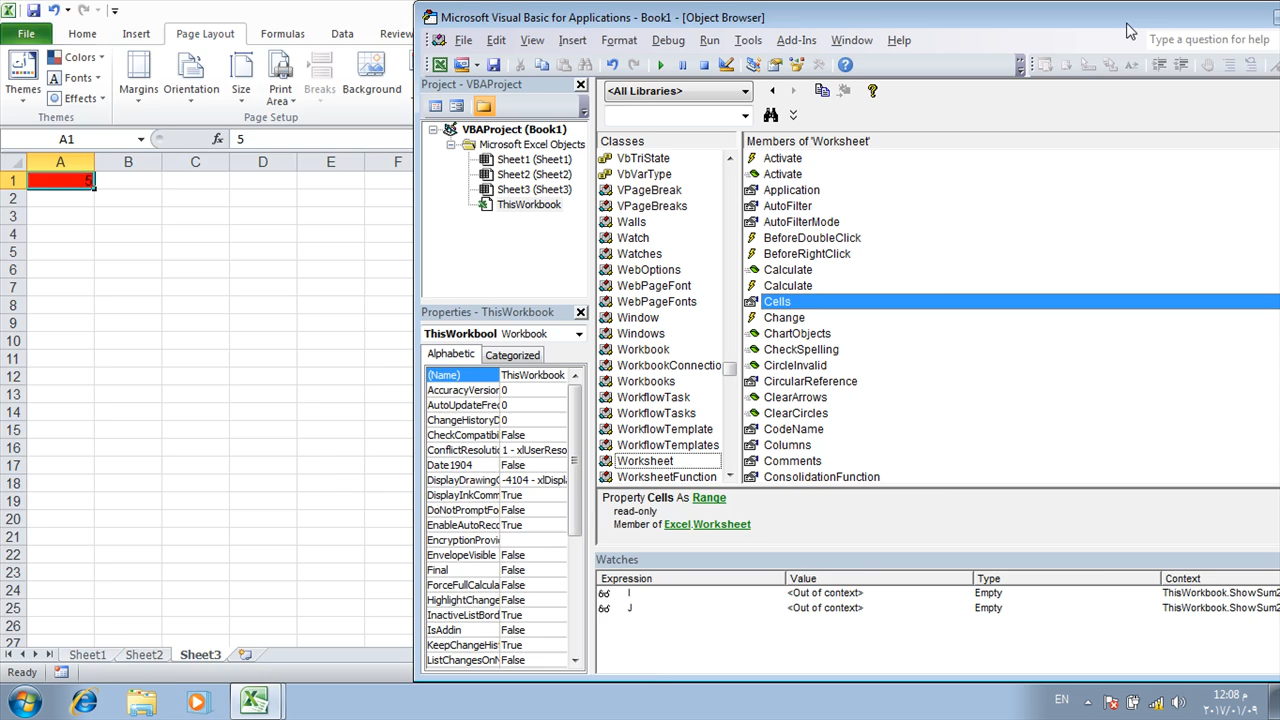 File Home Insert Page Layout Formulas Data Review
Themes Colors Fonts Effects Margins Orientation Size Print Area Breaks Background
Themes Page Setup
A1 fx 5
A B C D E F
1 5
2
3
4
5
6
7
8
9
10
11
12
13
14
15
16
17
18
19
20
21
22
23
24
25
26
27
Sheet1 Sheet2 Sheet3
Ready
Microsoft Visual Basic for Applications - Book1 - [Object Browser]
File Edit View Insert Format Debug Run Tools Add-Ins Window Help Type a question for help
Project - VBAProject
VBAProject (Book1)
Microsoft Excel Objects
Sheet1 (Sheet1)
Sheet2 (Sheet2)
Sheet3 (Sheet3)
ThisWorkbook
Properties - ThisWorkbook
ThisWorkbool Workbook
Alphabetic Categorized
(Name) ThisWorkbook
AccuracyVersion 0
AutoUpdateFrec 0
ChangeHistoryD 0
CheckCompatibi False
ConflictResolutic 1 - xlUserReso
Date1904 False
DisplayDrawingC -4104 - xlDispl
DisplayInkComm True
DoNotPromptFo False
EnableAutoReco True
EncryptionProvi
EnvelopeVisible False
Final False
ForceFullCalcula False
HighlightChange False
InactiveListBord True
IsAddin False
KeepChangeHis True
ListChangesOnN False
<All Libraries>
Classes
VbTriState
VbVarType
VPageBreak
VPageBreaks
Walls
Watch
Watches
WebOptions
WebPageFont
WebPageFonts
Window
Windows
Workbook
WorkbookConnectio
Workbooks
WorkflowTask
WorkflowTasks
WorkflowTemplate
WorkflowTemplates
Worksheet
WorksheetFunction
Members of 'Worksheet'
Activate
Activate
Application
AutoFilter
AutoFilterMode
BeforeDoubleClick
BeforeRightClick
Calculate
Calculate
Cells
Change
ChartObjects
CheckSpelling
CircleInvalid
CircularReference
ClearArrows
ClearCircles
CodeName
Columns
Comments
ConsolidationFunction
Property Cells As Range
read-only
Member of Excel.Worksheet
Watches
Expression Value Type Context
I <Out of context> Empty ThisWorkbook.ShowSum2
J <Out of context> Empty ThisWorkbook.ShowSum2
EN 12:08 م
٢٠١٧/٠١/٠٩